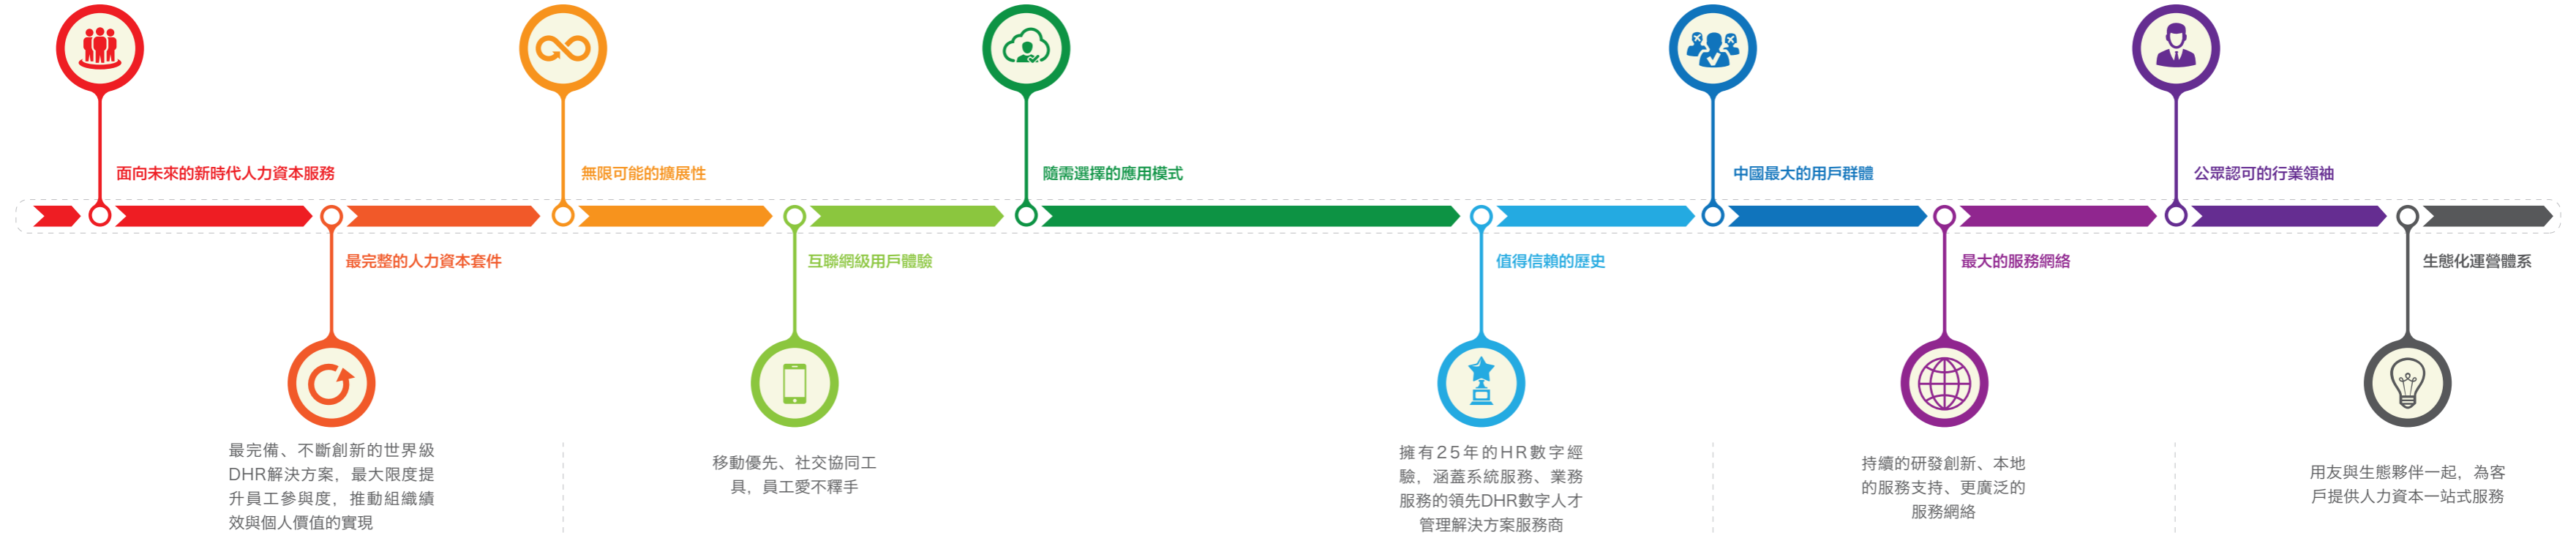 面向未來的新時代人力資本服務
無限可能的擴展性
隨需選擇的應用模式
中國最大的用戶群體
公眾認可的行業領袖
最完整的人力資本套件
互聯網級用戶體驗
值得信賴的歷史
最大的服務網絡
生態化運營體系
最完備、不斷創新的世界級
DHR解決方案，最大限度提
升員工參與度，推動組織績
效與個人價值的實現
移動優先、社交協同工
具，員工愛不釋手
擁有25年的HR數字經
驗，涵蓋系統服務、業務
服務的領先DHR數字人才
管理解決方案服務商
持續的研發創新、本地
的服務支持、更廣泛的
服務網絡
用友與生態夥伴一起，為客
戶提供人力資本一站式服務